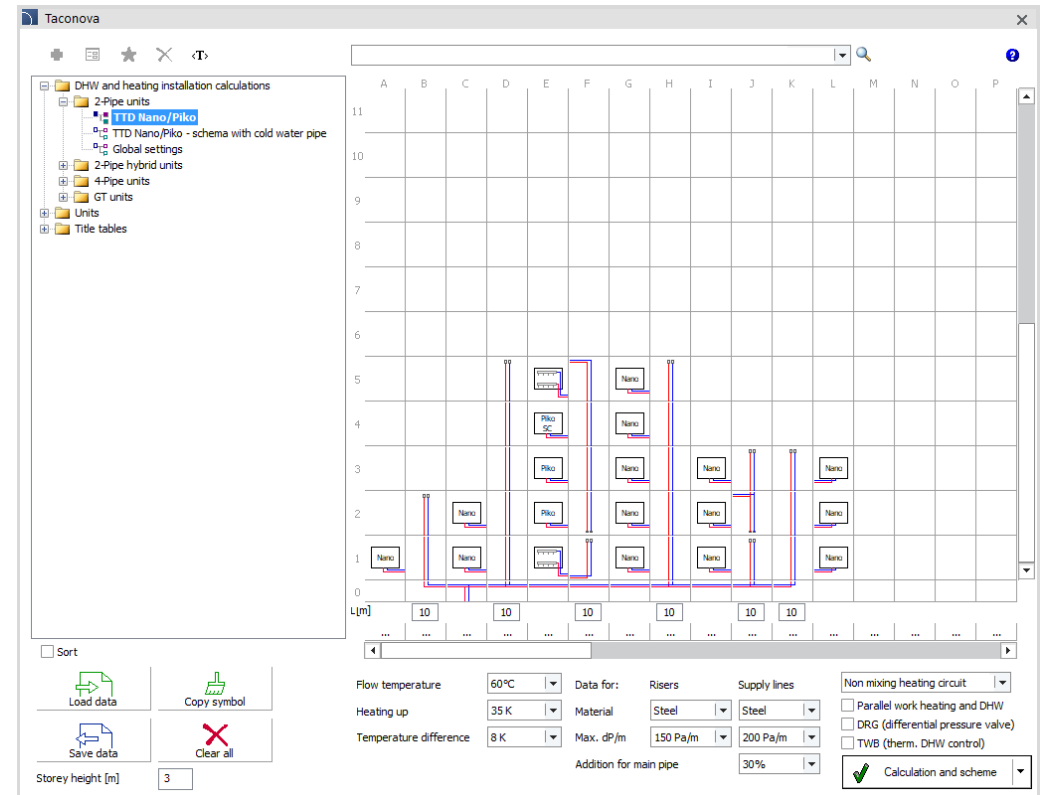 Taconova
‹T›
DHW and heating installation calculations
2-Pipe units
TTD Nano/Piko
TTD Nano/Piko - schema with cold water pipe
Global settings
2-Pipe hybrid units
4-Pipe units
GT units
Units
Title tables
A B C D E F G H I J K L M N O P
11
10
9
8
7
6
5 Nano
4 Piko SC Nano
3 Piko Nano Nano Nano
2 Nano Piko Nano Nano Nano
1 Nano Nano Nano Nano Nano
0
L[m] 10 10 10 10 10 10
... ... ... ... ... ... ... ... ... ... ... ... ... ... ... ...
Sort
Load data Copy symbol
Save data Clear all
Storey height [m] 3
Flow temperature 60°C Data for: Risers Supply lines Non mixing heating circuit
Heating up 35 K Material Steel Steel Parallel work heating and DHW
DRG (differential pressure valve)
Temperature difference 8 K Max. dP/m 150 Pa/m 200 Pa/m TWB (therm. DHW control)
Addition for main pipe 30% Calculation and scheme